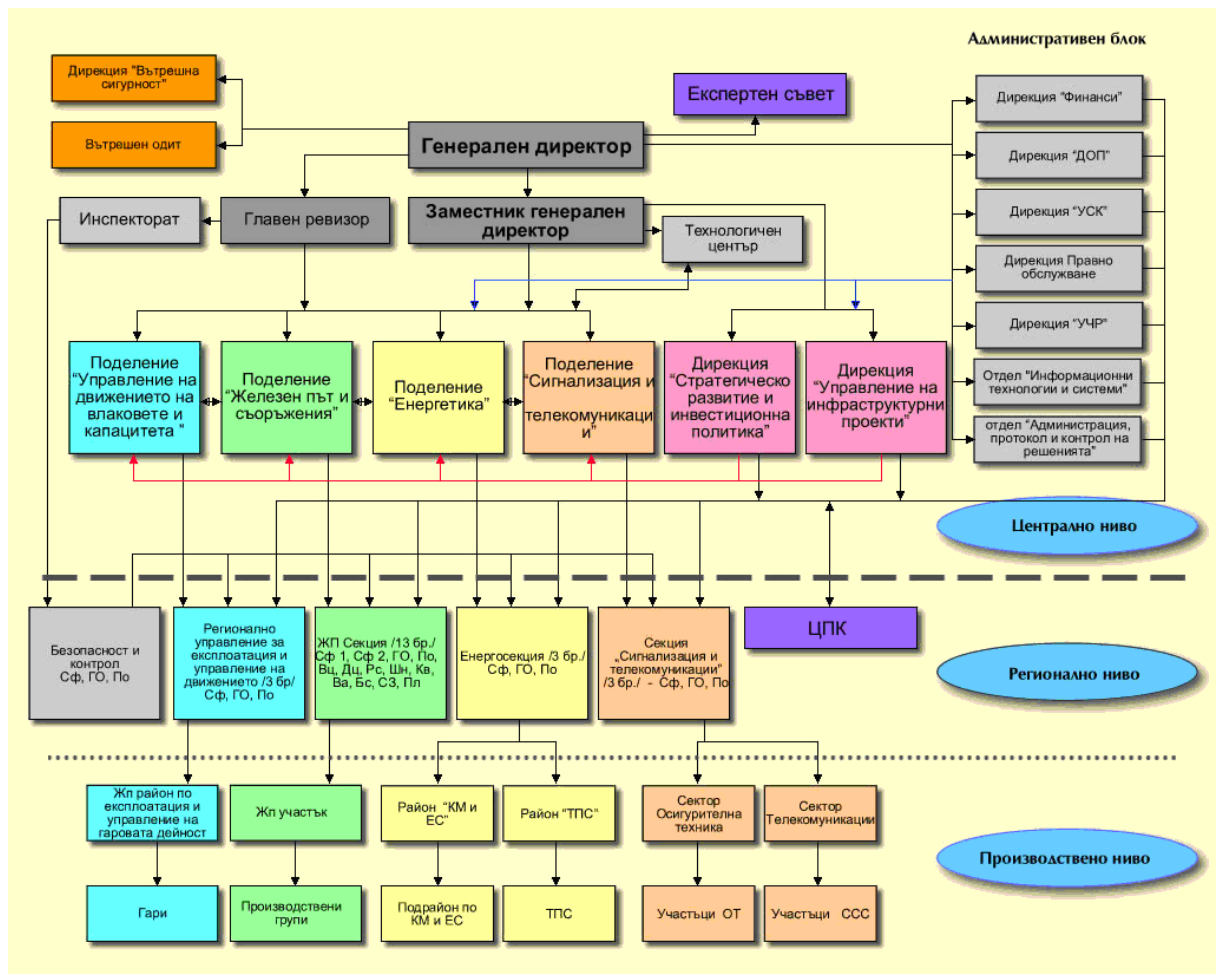 Административен блок
Дирекция "Вътрешна
сигурност"
Експертен съвет
Дирекция "Финанси"
Вътрешен одит
Генерален директор
Дирекция "ДОП"
Инспекторат
Главен ревизор
Заместник генерален
директор
Технологичен
център
Дирекция "УСК"
Дирекция Правно
обслужване
Дирекция "УЧР"
Поделение
"Управление на
движението на
влаковете и
капацитета "
Поделение
"Железен път и
съоръжения"
Поделение
"Енергетика"
Поделение
"Сигнализация и
телекомуникаци
и"
Дирекция
"Стратегическо
развитие и
инвестиционна
политика"
Дирекция
"Управление на
инфраструктурни
проекти"
Отдел "Информационни
технологии и системи"
отдел "Администрация,
протокол и контрол на
решенията"
Централно ниво
Безопасност и
контрол
Сф, ГО, По
Регионално
управление за
експлоатация и
управление на
движението /3 бр/
Сф, ГО, По
ЖП Секция /13 бр./
Сф 1, Сф 2, ГО, По,
Вц, Дц, Рс, Шн, Кв,
Ва, Бс, СЗ, Пл
Енергосекция /3 бр./
Сф, ГО, По
Секция
„Сигнализация и
телекомуникации"
/3 бр./ - Сф, ГО, По
ЦПК
Регионално ниво
Жп район по
експлоатация и
управление на
гаровата дейност
Жп участък
Район "КМ и
ЕС"
Район "ТПС"
Сектор
Осигурителна
техника
Сектор
Телекомуникации
Производствено ниво
Гари
Производствени
групи
Подрайон по
КМ и ЕС
ТПС
Участъци ОТ
Участъци ССС